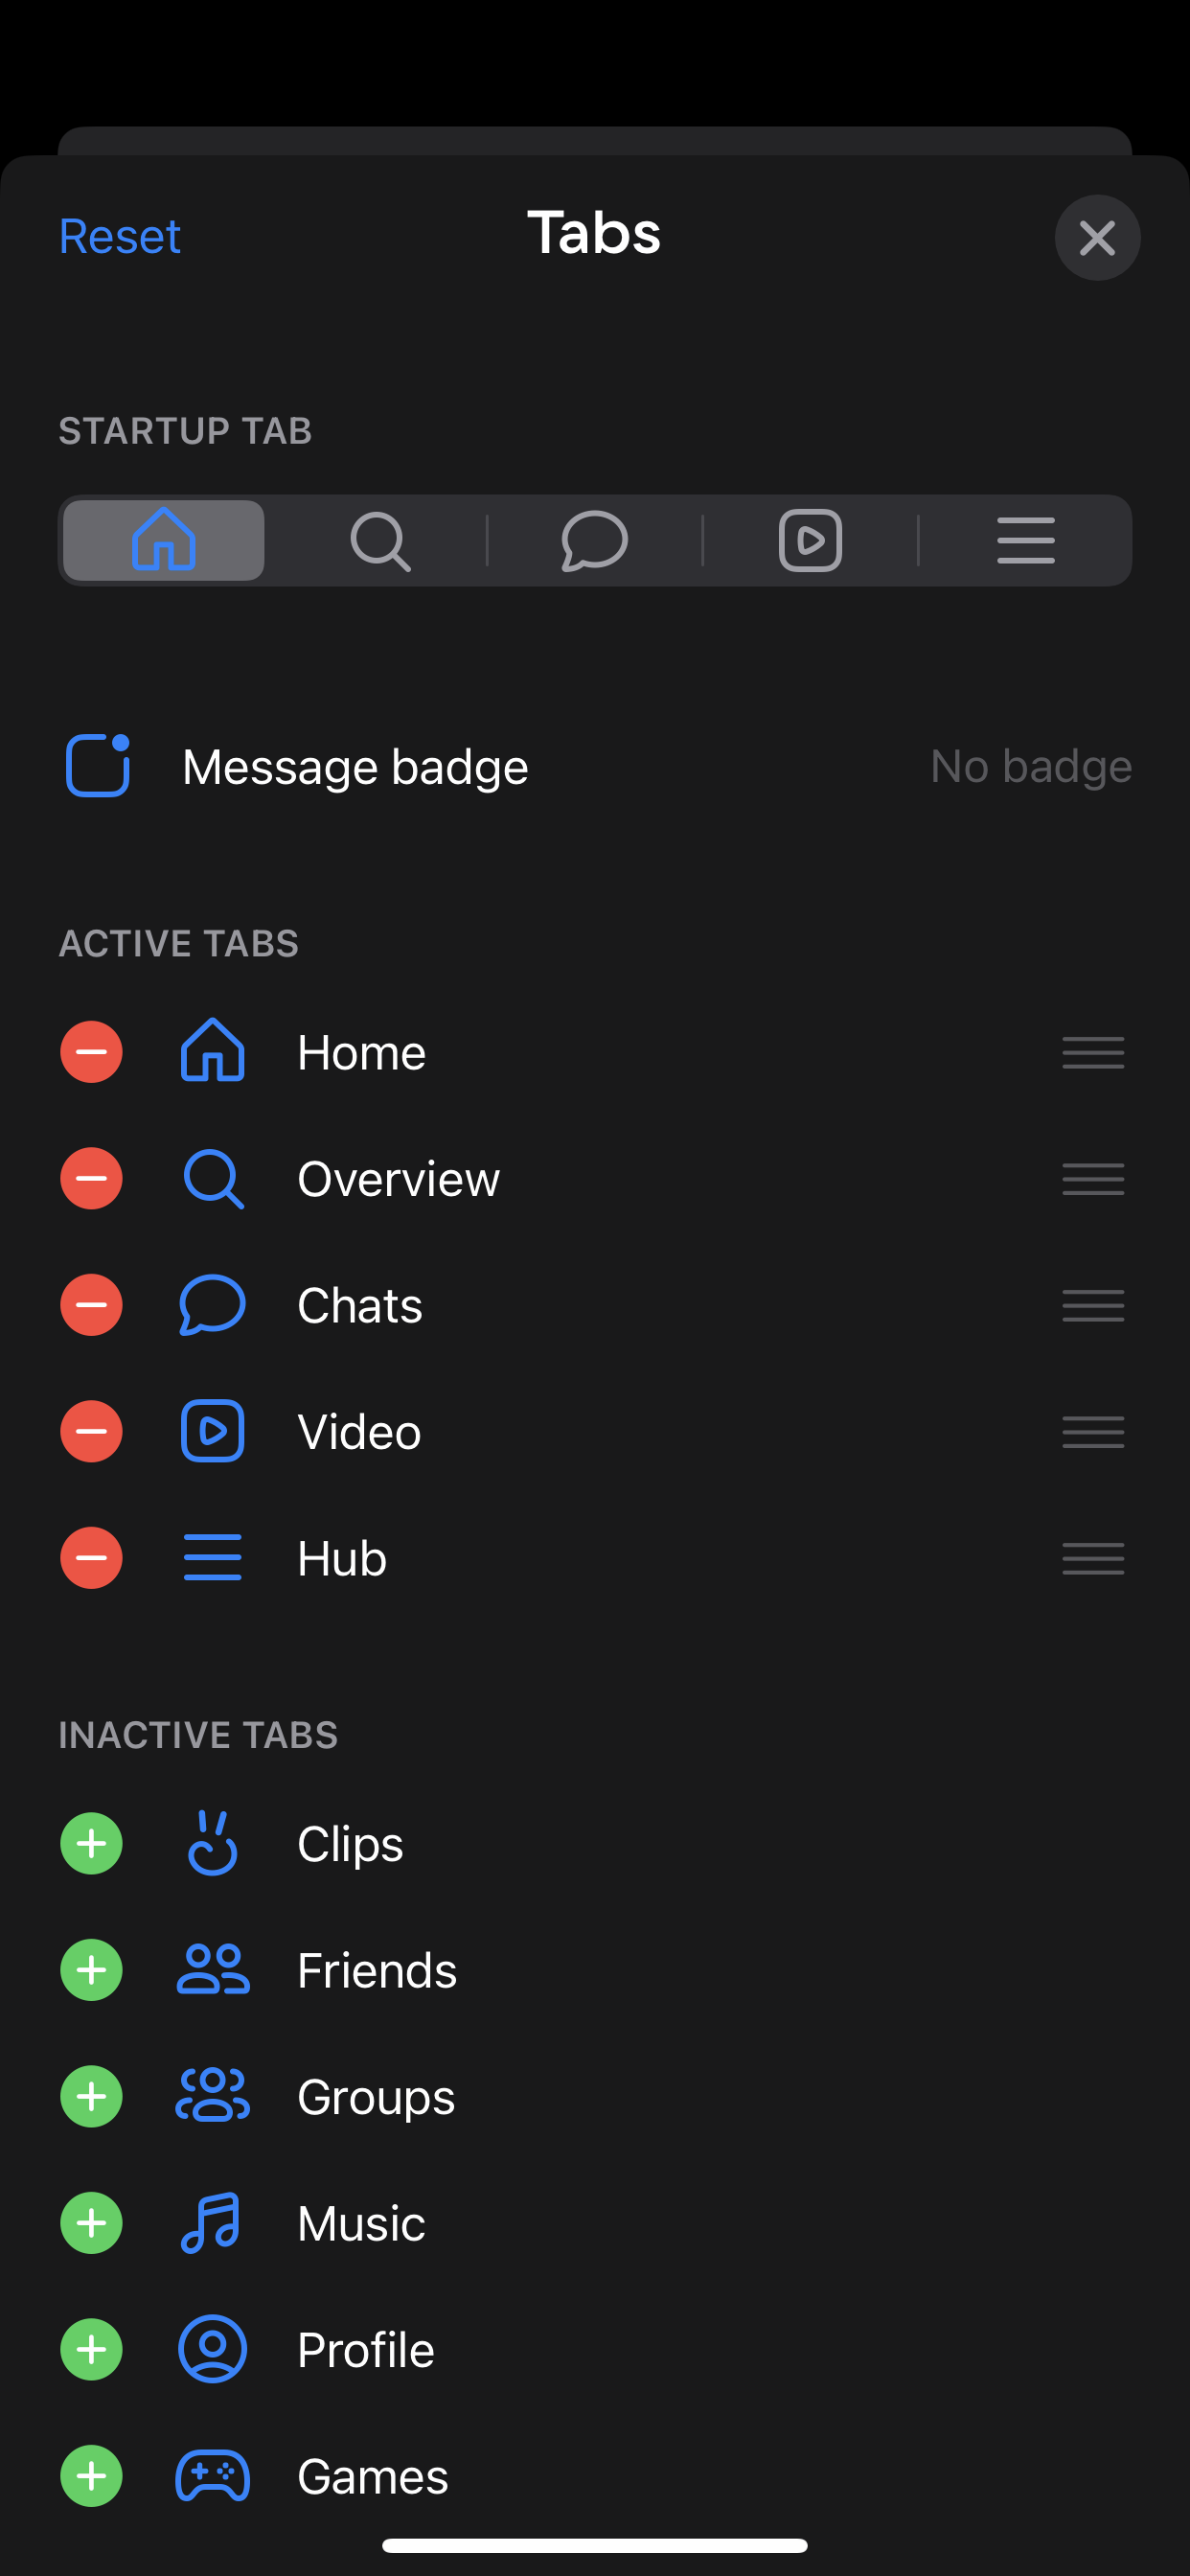 Reset
Tabs
STARTUP TAB
Message badge
No badge
ACTIVE TABS
Home
Overview
Chats
Video
Hub
INACTIVE TABS
Clips
Friends
Groups
Music
Profile
Games